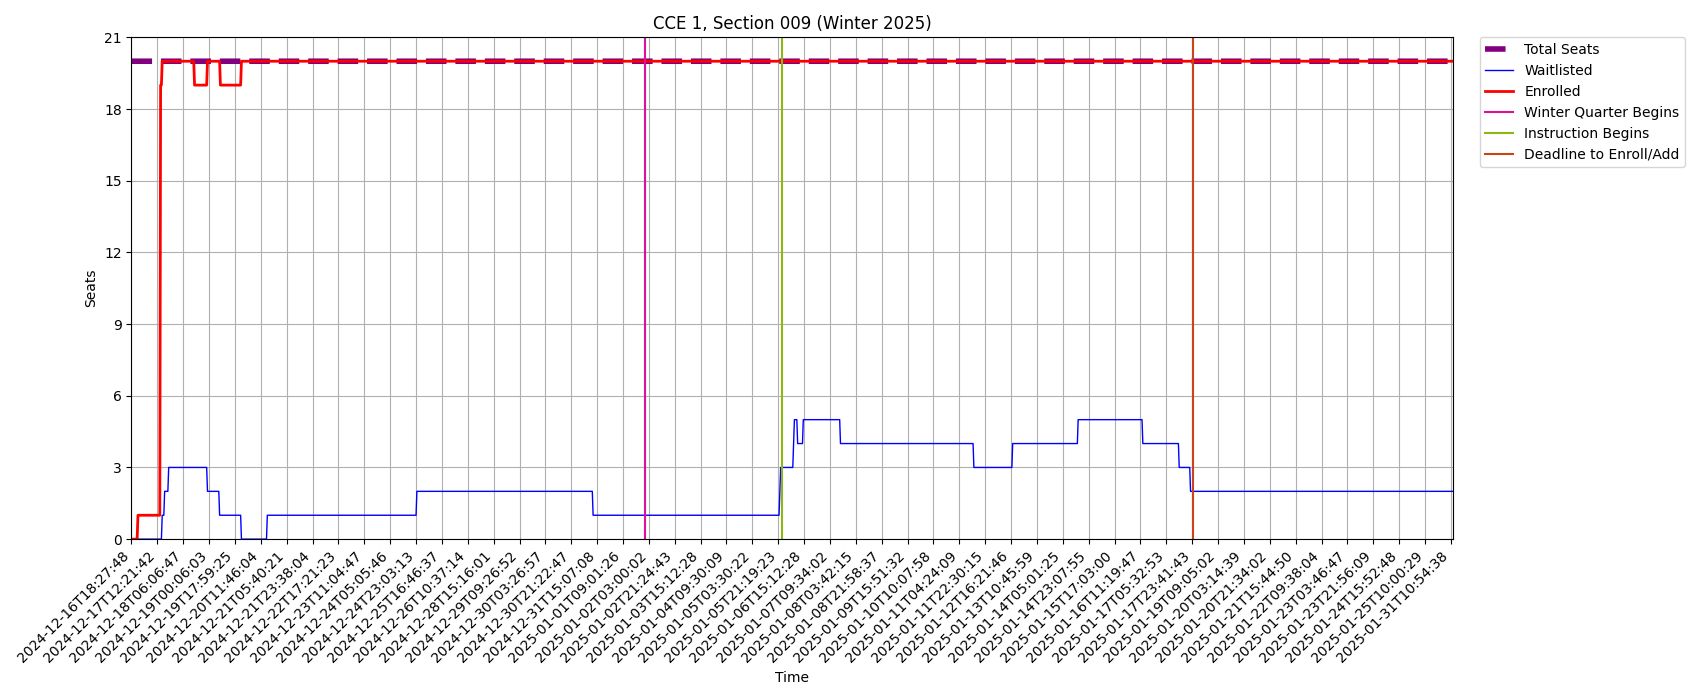 CCE 1, Section 009 (Winter 2025)
21
18
15
12
9
6
3
0
Seats
Total Seats
Waitlisted
Enrolled
Winter Quarter Begins
Instruction Begins
Deadline to Enroll/Add
2024-12-16T18:27:48
2024-12-17T12:21:42
2024-12-18T06:06:47
2024-12-19T00:06:03
2024-12-19T17:59:25
2024-12-20T11:46:04
2024-12-21T05:40:21
2024-12-21T23:38:04
2024-12-22T17:21:23
2024-12-23T11:04:47
2024-12-24T05:05:46
2024-12-24T23:03:13
2024-12-25T16:46:37
2024-12-26T10:37:14
2024-12-28T15:16:01
2024-12-29T09:26:52
2024-12-30T03:26:57
2024-12-30T21:22:47
2024-12-31T15:07:08
2025-01-01T09:01:26
2025-01-02T03:00:02
2025-01-02T21:24:43
2025-01-03T15:12:28
2025-01-04T09:30:09
2025-01-05T03:30:22
2025-01-05T21:19:23
2025-01-06T15:12:28
2025-01-07T09:34:02
2025-01-08T03:42:15
2025-01-08T21:58:37
2025-01-09T15:51:32
2025-01-10T10:07:58
2025-01-11T04:24:09
2025-01-11T22:30:15
2025-01-12T16:21:46
2025-01-13T10:45:59
2025-01-14T05:01:25
2025-01-14T23:07:55
2025-01-15T17:03:00
2025-01-16T11:19:47
2025-01-17T05:32:53
2025-01-17T23:41:43
2025-01-19T09:05:02
2025-01-20T03:14:39
2025-01-20T21:34:02
2025-01-21T15:44:50
2025-01-22T09:38:04
2025-01-23T03:46:47
2025-01-23T21:56:09
2025-01-24T15:52:48
2025-01-25T10:00:29
2025-01-31T10:54:38
Time